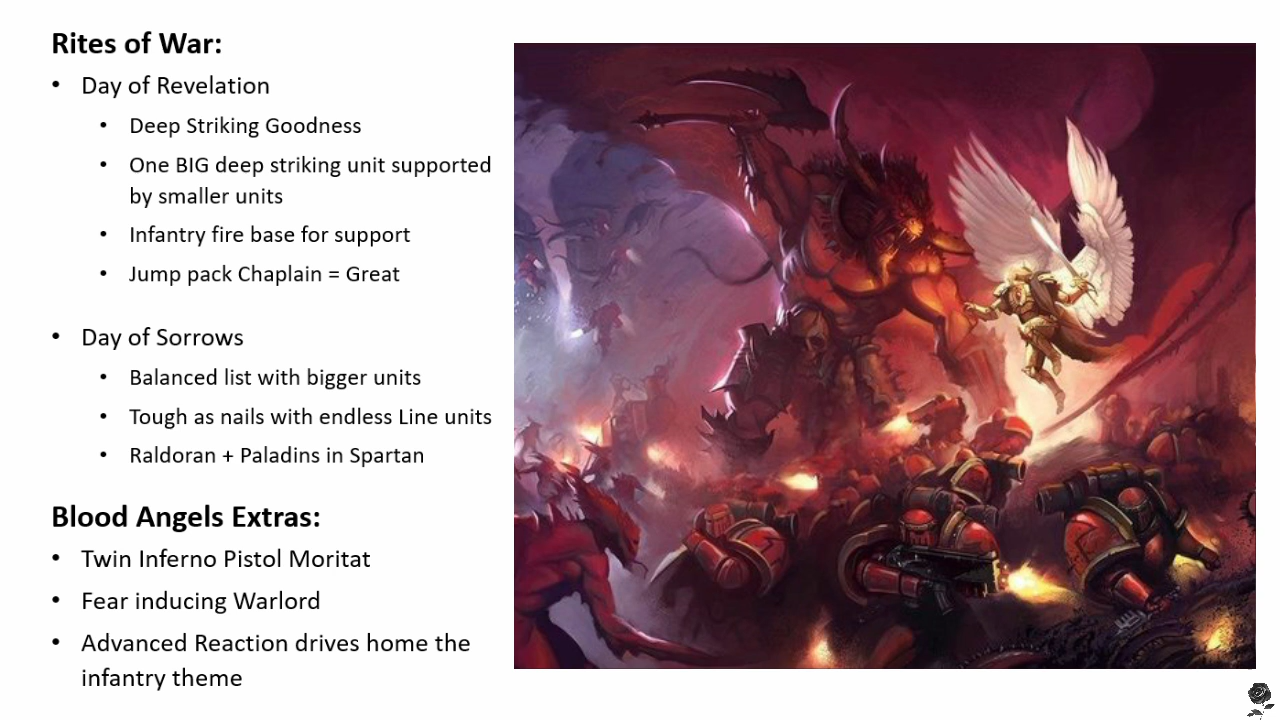 Rites of War:
• Day of Revelation
• Deep Striking Goodness
• One BIG deep striking unit supported
by smaller units
• Infantry fire base for support
• Jump pack Chaplain = Great
• Day of Sorrows
• Balanced list with bigger units
• Tough as nails with endless Line units
• Raldoran + Paladins in Spartan
Blood Angels Extras:
• Twin Inferno Pistol Moritat
• Fear inducing Warlord
• Advanced Reaction drives home the
infantry theme